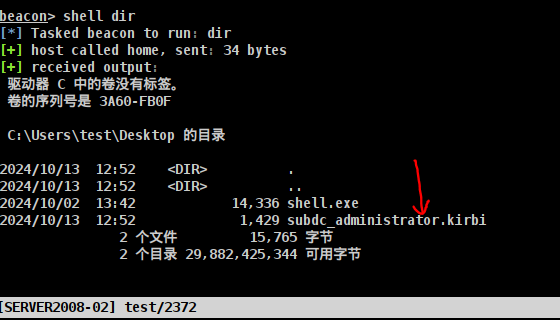 beacon> shell dir
[*] Tasked beacon to run: dir
[+] host called home, sent: 34 bytes
[+] received output:
驱动器 C 中的卷没有标签。
卷的序列号是 3A60-FB0F
C:\Users\test\Desktop 的目录
2024/10/13  12:52    <DIR>          .
2024/10/13  12:52    <DIR>          ..
2024/10/02  13:42            14,336 shell.exe
2024/10/13  12:52             1,429 subdc_administrator.kirbi
2 个文件         15,765 字节
2 个目录 29,882,425,344 可用字节
[SERVER2008-02] test/2372